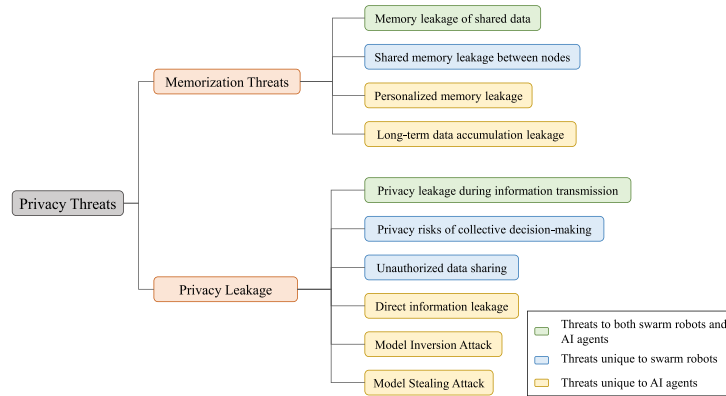 Privacy Threats
Memorization Threats
Memory leakage of shared data
Shared memory leakage between nodes
Personalized memory leakage
Long-term data accumulation leakage
Privacy Leakage
Privacy leakage during information transmission
Privacy risks of collective decision-making
Unauthorized data sharing
Direct information leakage
Model Inversion Attack
Model Stealing Attack
Threats to both swarm robots and
AI agents
Threats unique to swarm robots
Threats unique to AI agents